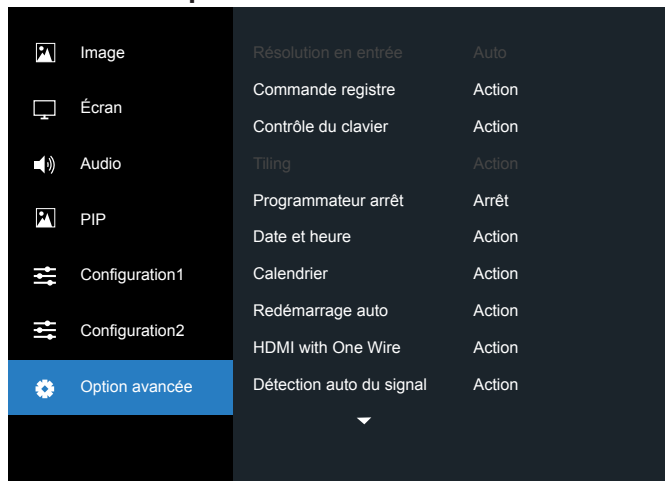 Image
Écran
Audio
PIP
Configuration1
Configuration2
Option avancée
Résolution en entrée Auto
Commande registre Action
Contrôle du clavier Action
Tiling Action
Programmateur arrêt Arrêt
Date et heure Action
Calendrier Action
Redémarrage auto Action
HDMI with One Wire Action
Détection auto du signal Action